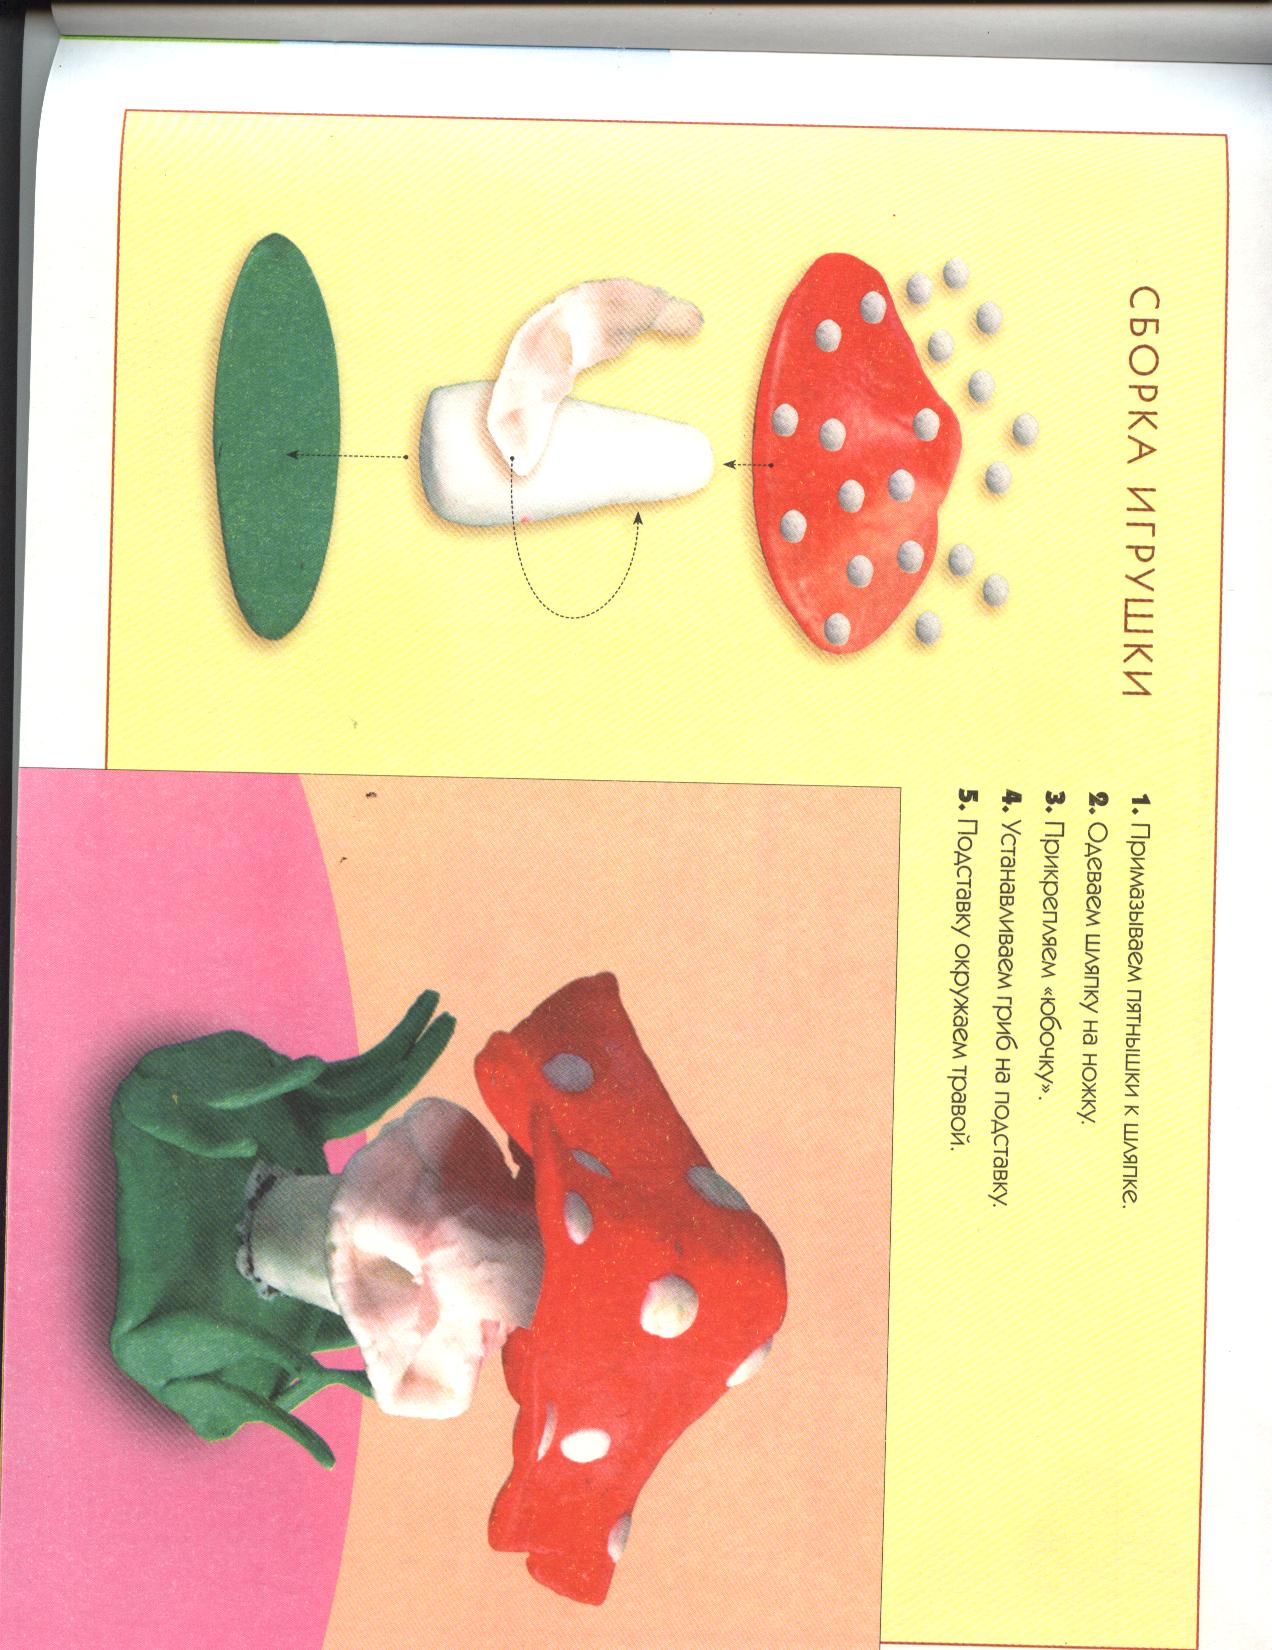 СБОРКА ИГРУШКИ
1. Примазываем пятнышки к шляпке.
2. Одеваем шляпку на ножку.
3. Прикрепляем «юбочку».
4. Устанавливаем гриб на подставку.
5. Подставку окружаем травой.